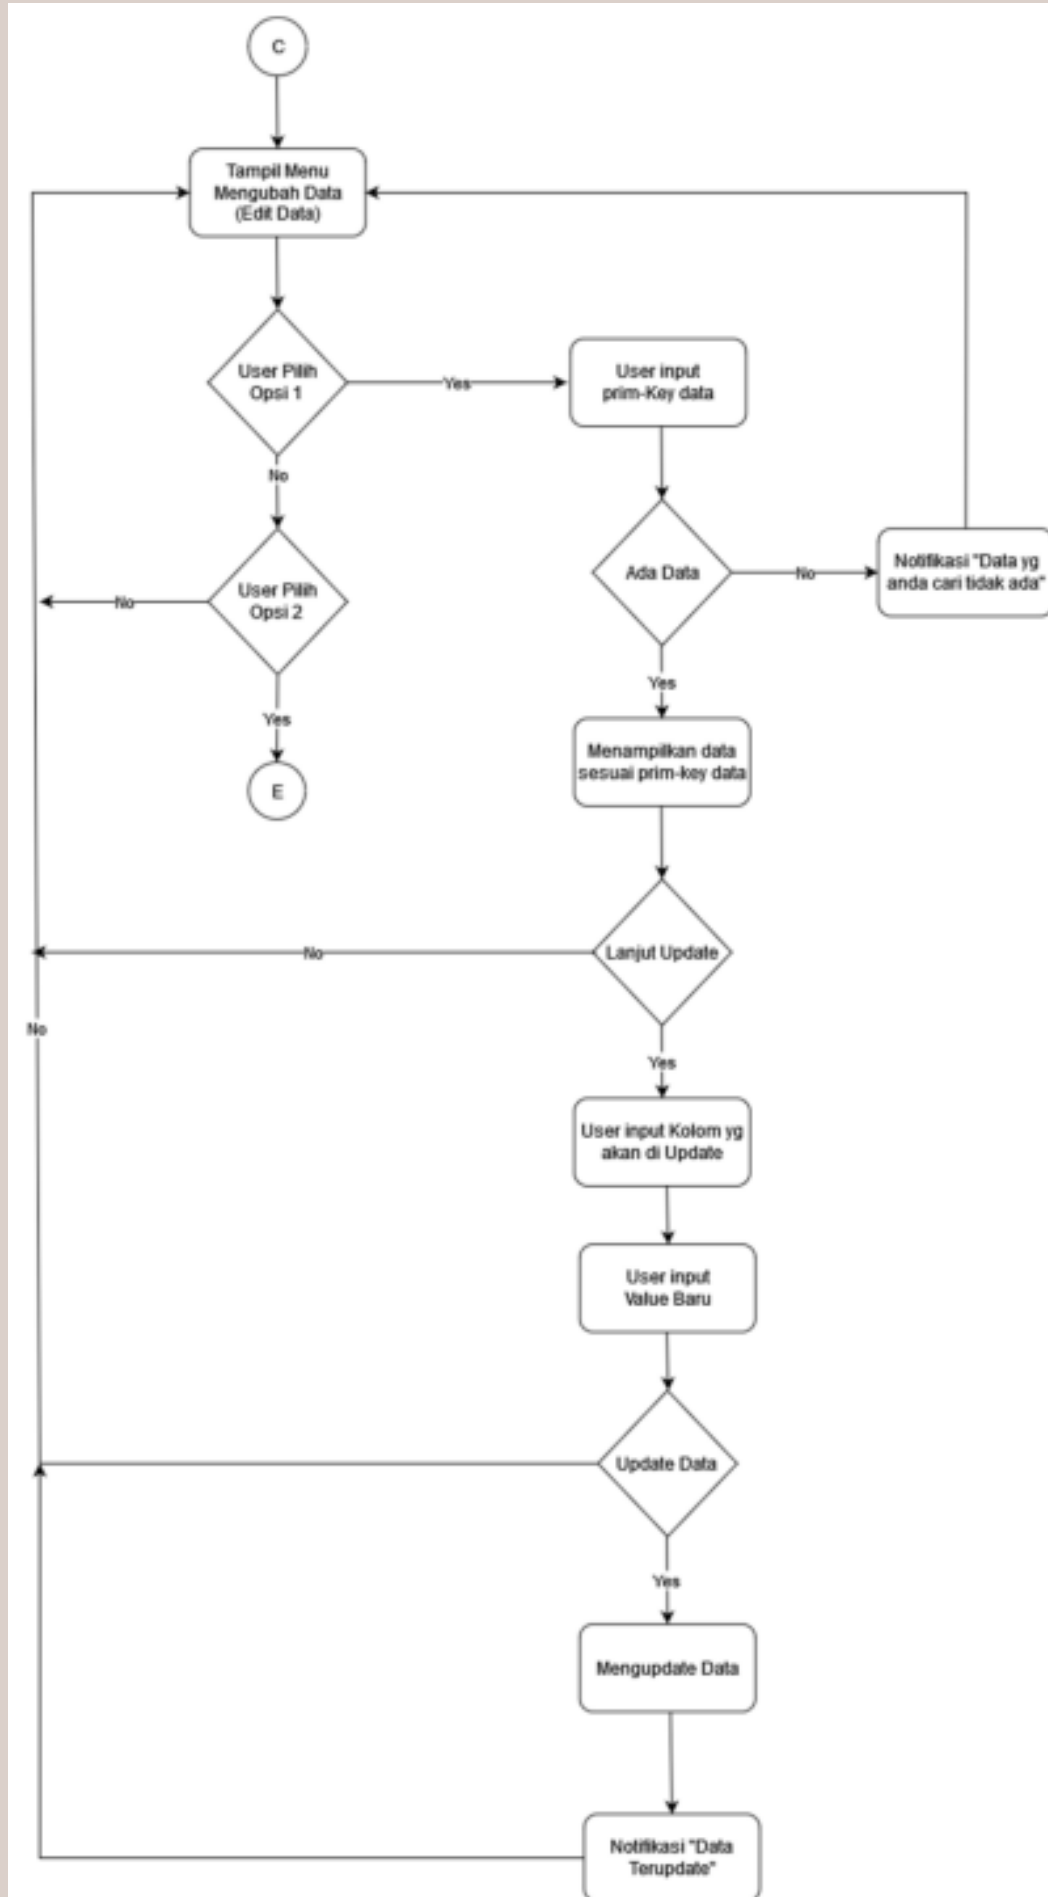 C
Tampil Menu
Mengubah Data
(Edit Data)
User Pilih
Opsi 1
Yes
User input
prim-Key data
No
User Pilih
Opsi 2
No
Yes
E
Ada Data
No
Notifikasi "Data yg
anda cari tidak ada"
Yes
Menampilkan data
sesuai prim-key data
Lanjut Update
No
No
Yes
User input Kolom yg
akan di Update
User input
Value Baru
Update Data
Yes
Mengupdate Data
Notifikasi "Data
Terupdate"